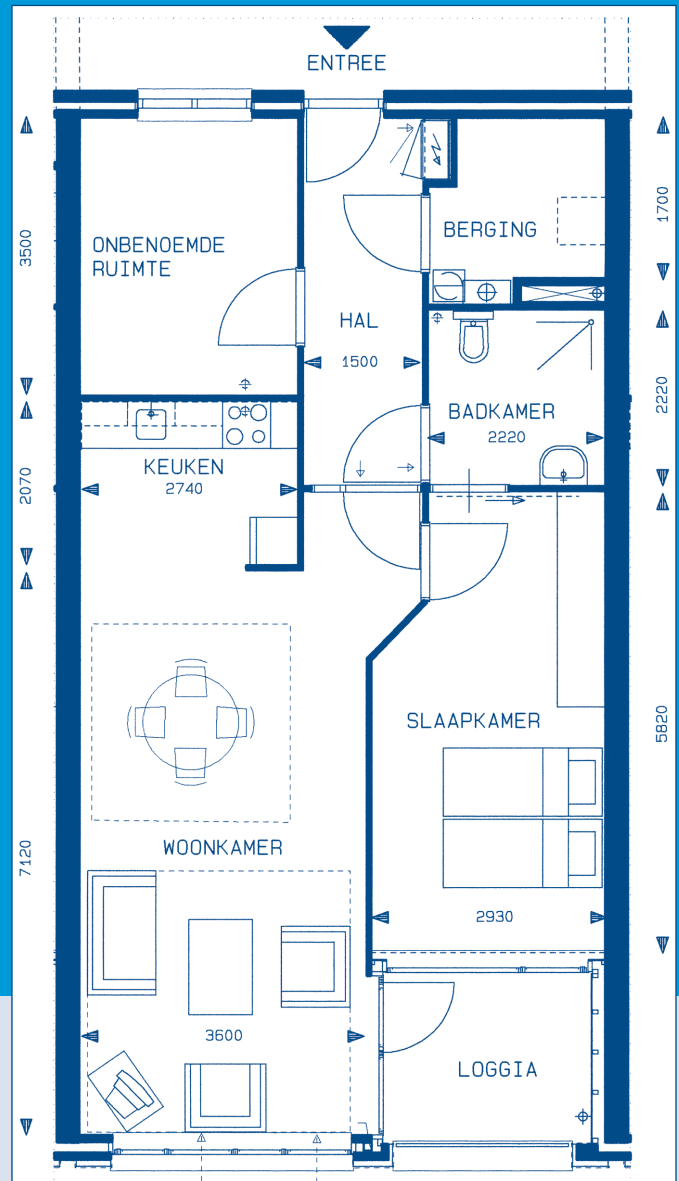 ENTREE
1700
BERGING
3500
ONBENOEMDE
RUIMTE
HAL
1500
2220
BADKAMER
2220
KEUKEN
2740
2070
SLAAPKAMER
5820
WOONKAMER
7120
2930
3600
LOGGIA